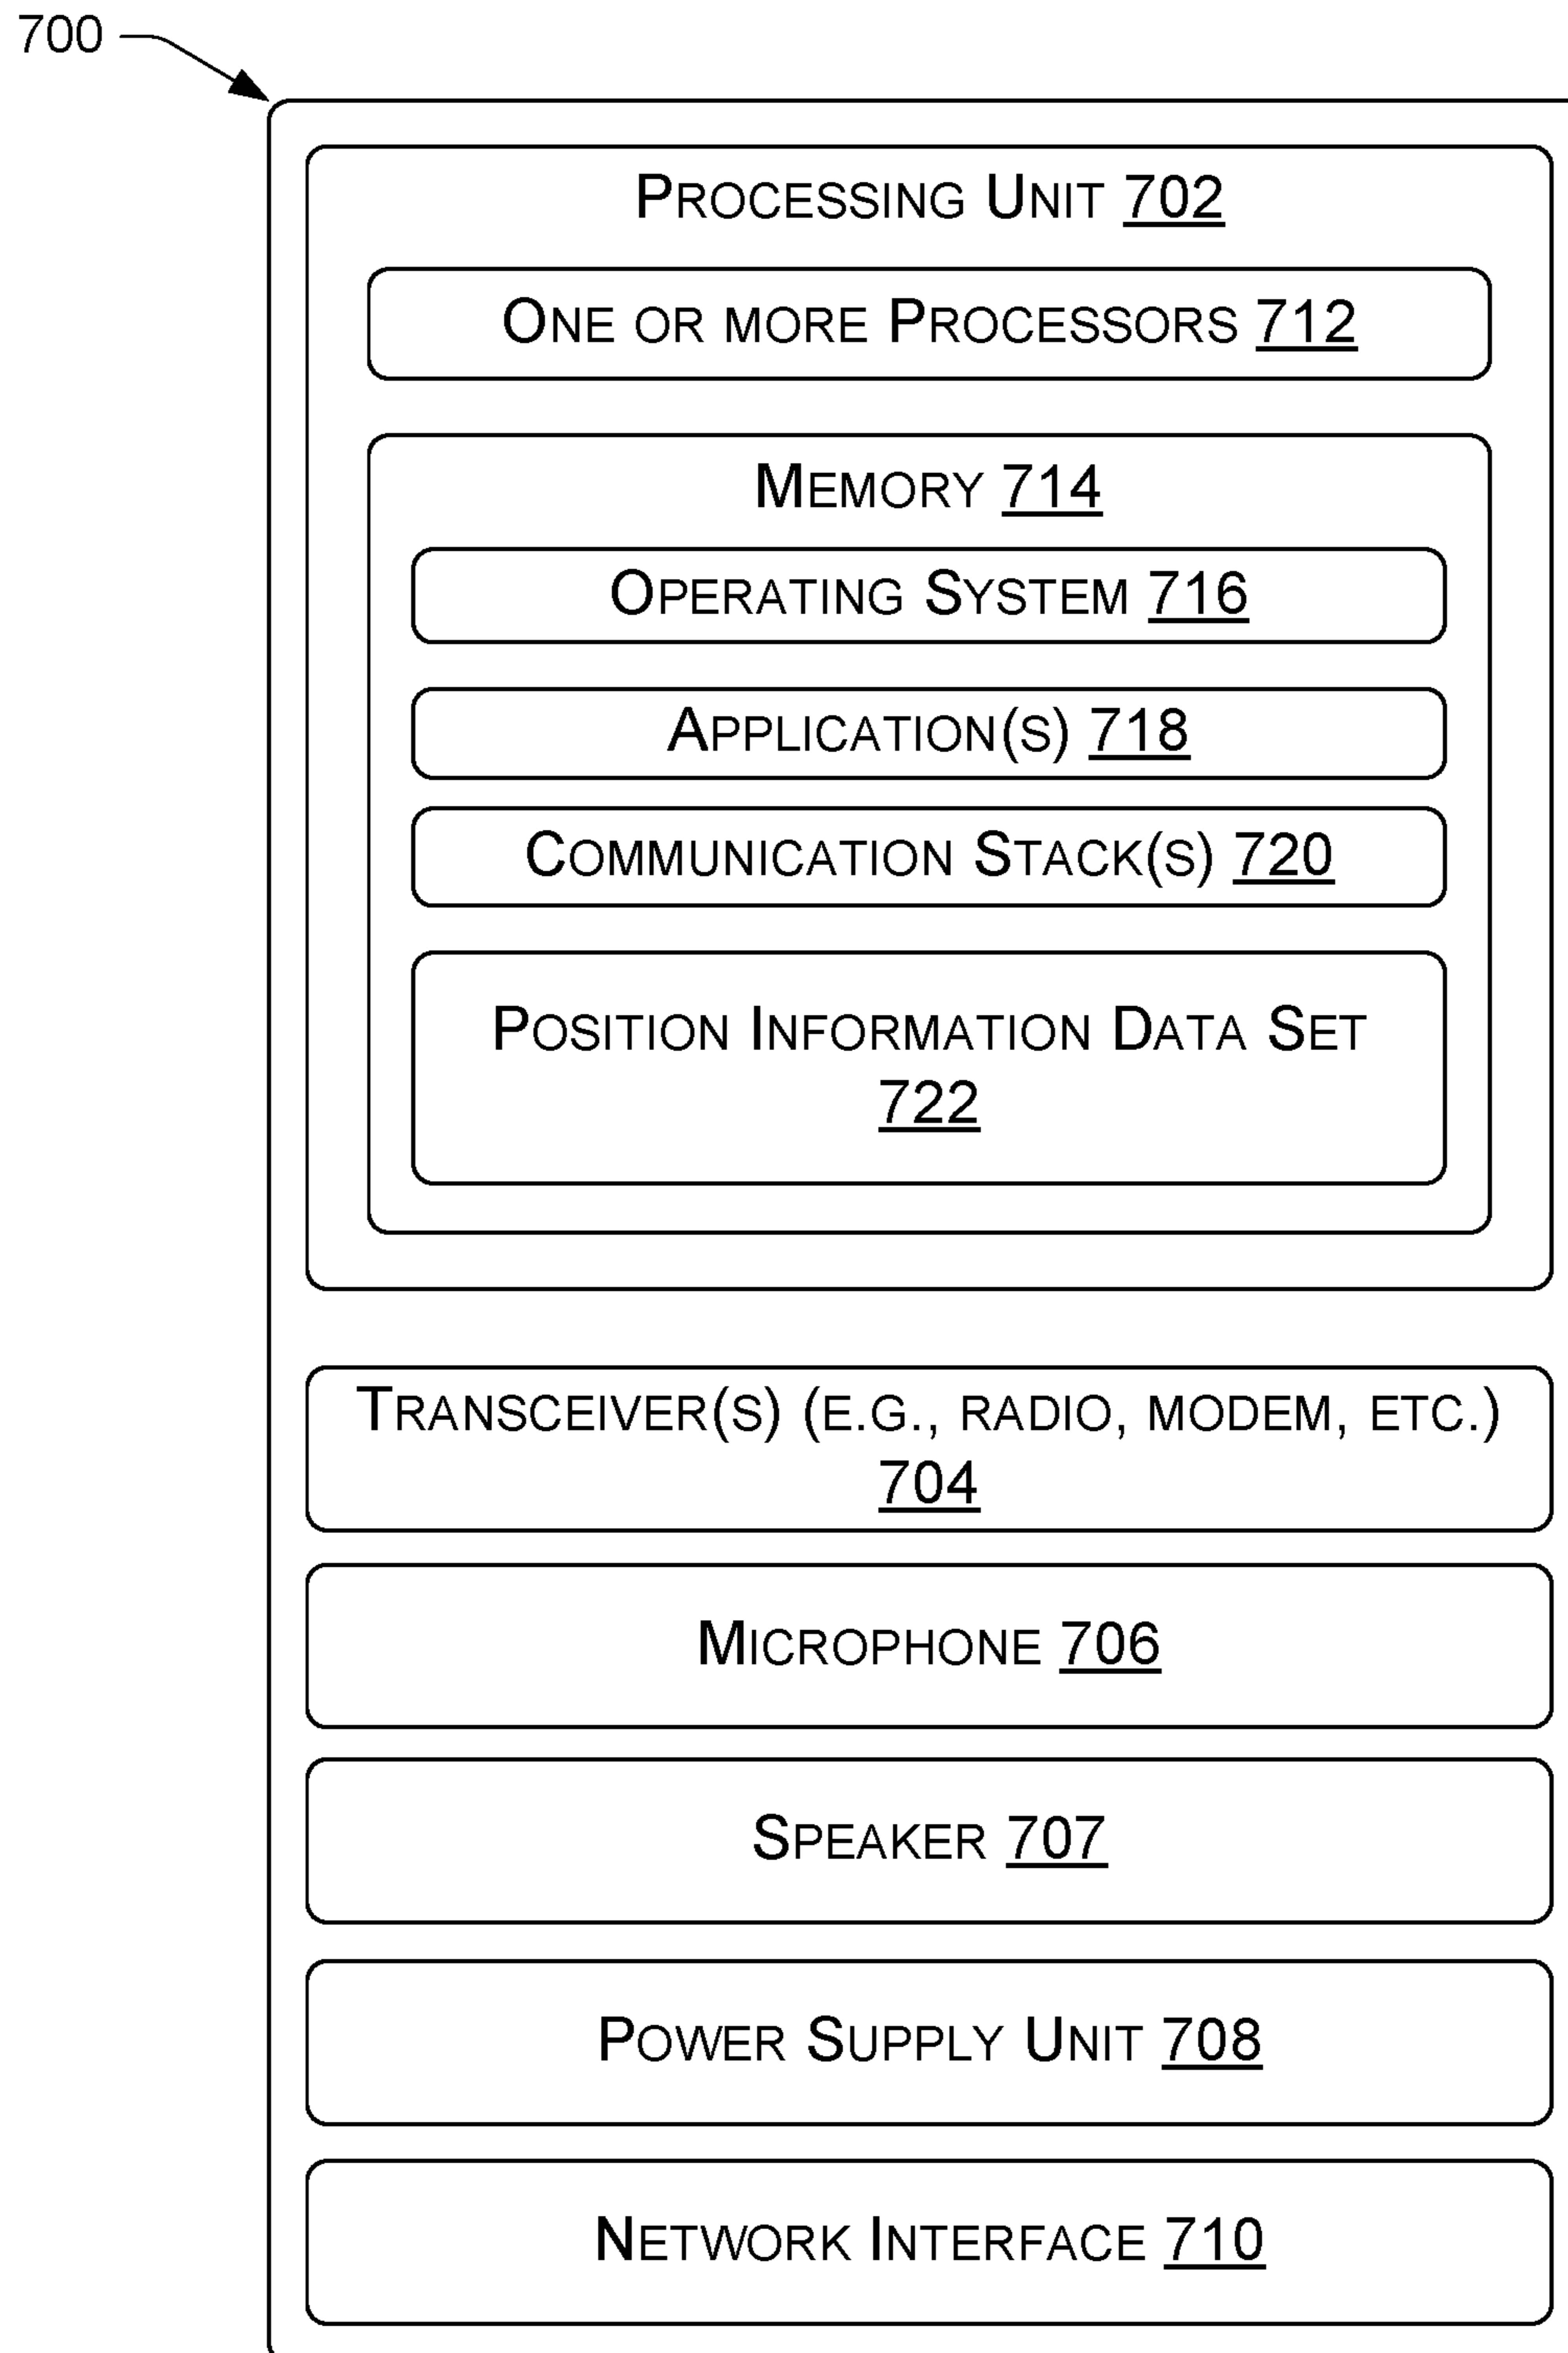 700
PROCESSING UNIT 702
ONE OR MORE PROCESSORS 712
MEMORY 714
OPERATING SYSTEM 716
APPLICATION(S) 718
COMMUNICATION STACK(S) 720
POSITION INFORMATION DATA SET
722
TRANSCEIVER(S) (E.G., RADIO, MODEM, ETC.)
704
MICROPHONE 706
SPEAKER 707
POWER SUPPLY UNIT 708
NETWORK INTERFACE 710